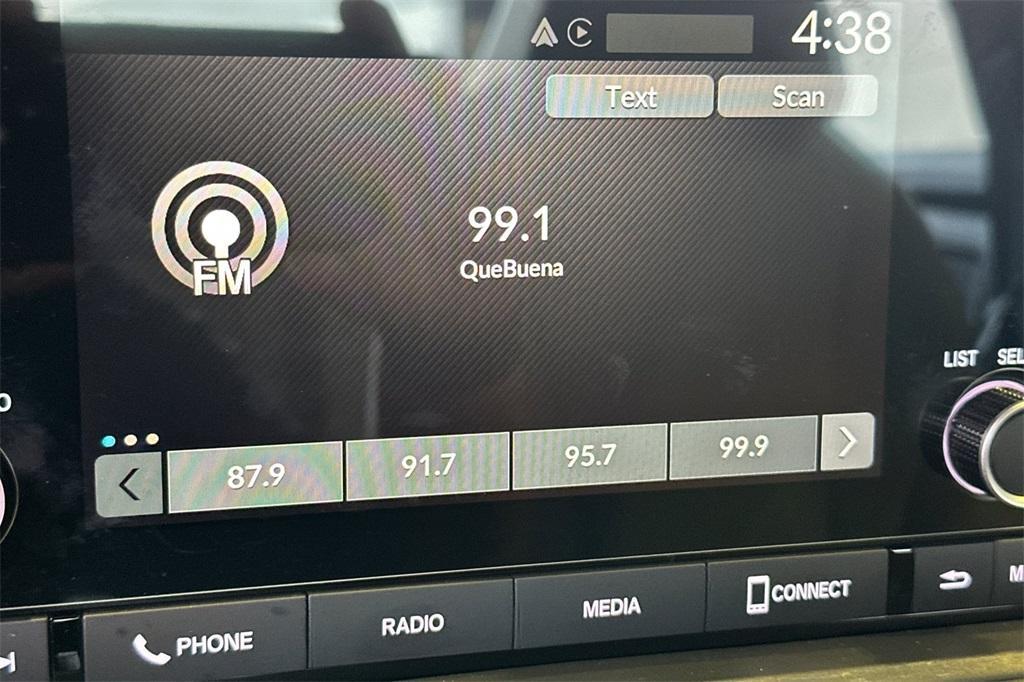 4:38
Text Scan
FM
99.1
QueBuena
LIST
87.9 91.7 95.7 99.9
PHONE RADIO MEDIA CONNECT